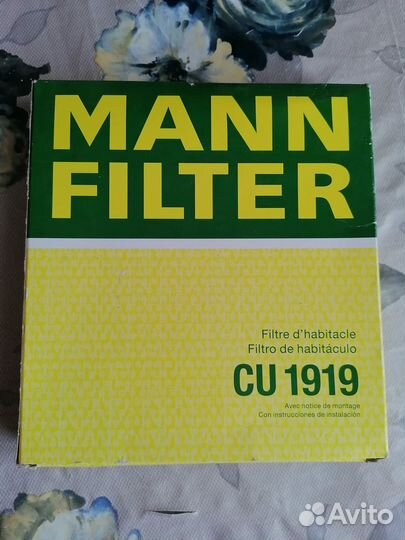 MANN
FILTER
Filtre d'habitacle
Filtro de habitáculo
CU 1919
Avec notice de montage
Con instrucciones de instalación
Avito